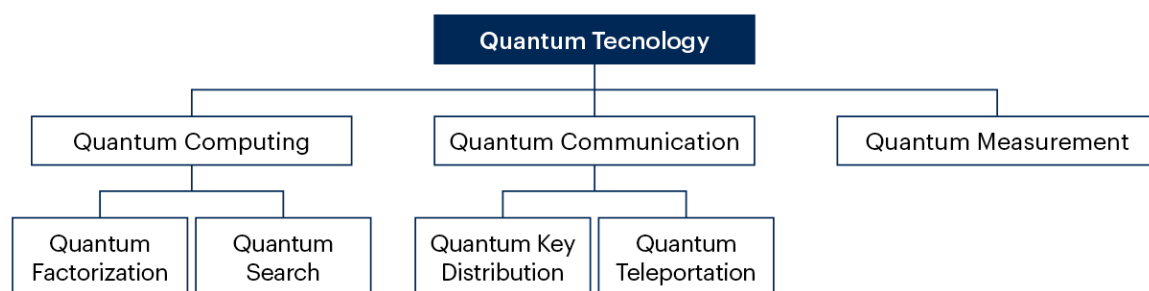 Quantum Tecnology
Quantum Computing
Quantum Communication
Quantum Measurement
Quantum
Factorization
Quantum
Search
Quantum Key
Distribution
Quantum
Teleportation